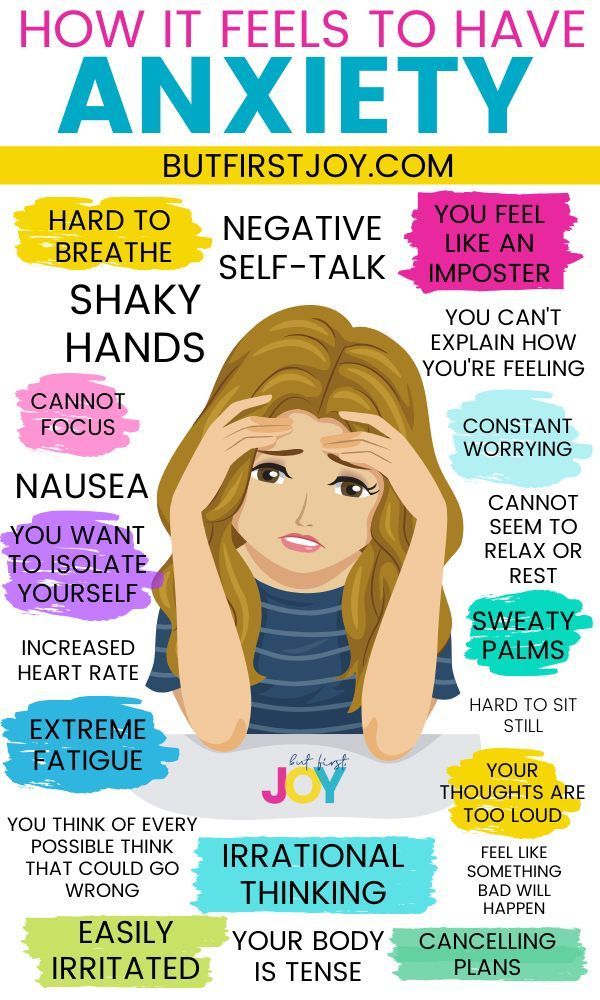 HOW IT FEELS TO HAVE
ANXIETY
BUTFIRSTJOY.COM
HARD TO
BREATHE
NEGATIVE
SELF-TALK
YOU FEEL
LIKE AN
IMPOSTER
SHAKY
HANDS
YOU CAN'T
EXPLAIN HOW
YOU'RE FEELING
CANNOT
FOCUS
CONSTANT
WORRYING
NAUSEA
CANNOT
SEEM TO
RELAX OR
REST
YOU WANT
TO ISOLATE
YOURSELF
SWEATY
PALMS
INCREASED
HEART RATE
HARD TO SIT
STILL
EXTREME
FATIGUE
but first
JOY
YOUR
THOUGHTS ARE
TOO LOUD
YOU THINK OF EVERY
POSSIBLE THINK
THAT COULD GO
WRONG
IRRATIONAL
THINKING
FEEL LIKE
SOMETHING
BAD WILL
HAPPEN
EASILY
IRRITATED
YOUR BODY
IS TENSE
CANCELLING
PLANS